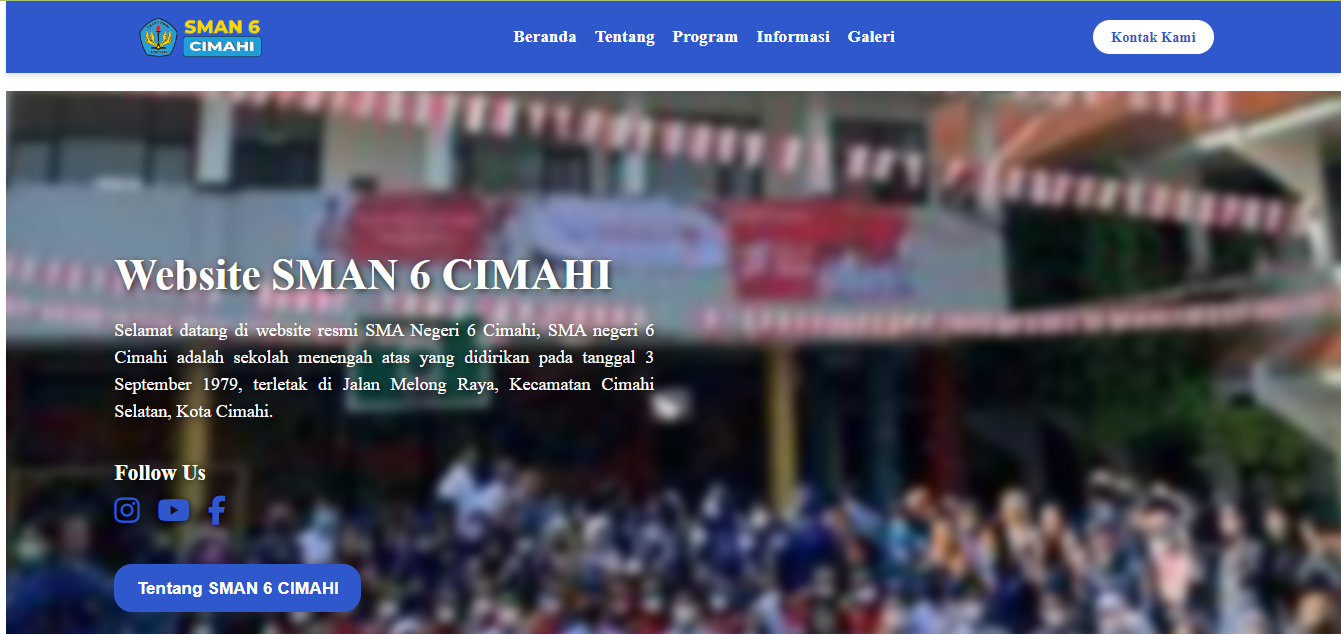 SMAN 6
CIMAHI
Beranda Tentang Program Informasi Galeri
Kontak Kami
Website SMAN 6 CIMAHI
Selamat datang di website resmi SMA Negeri 6 Cimahi, SMA negeri 6
Cimahi adalah sekolah menengah atas yang didirikan pada tanggal 3
September 1979, terletak di Jalan Melong Raya, Kecamatan Cimahi
Selatan, Kota Cimahi.
Follow Us
Tentang SMAN 6 CIMAHI